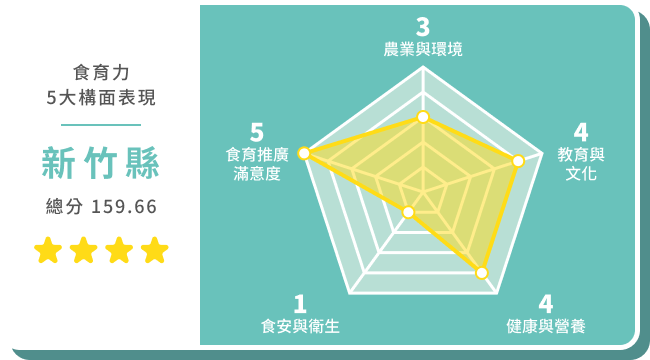 食育力
5大構面表現
新竹縣
總分 159.66
3
農業與環境
4
教育與
文化
4
健康與營養
1
食安與衛生
5
食育推廣
滿意度